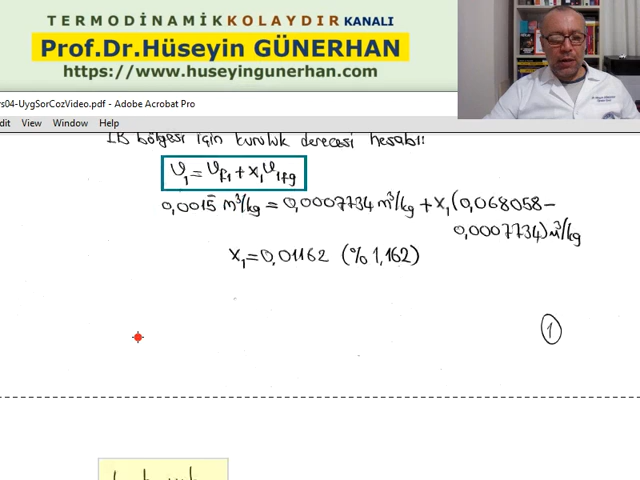 TERMODİNAMİKKOLAYDIR KANALI
Prof.Dr.Hüseyin GÜNERHAN
https://www.huseyingunerhan.com
rs04-UygSorCozVideo.pdf - Adobe Acrobat Pro
dit View Window Help
IB bölgesi için kuruluk derecesi hesabı:
υ₁ = υf₁ + x₁υ₁fg
0,0015 m³/kg = 0,0007734 m³/kg + x₁(0,068058 –
0,0007734) m³/kg
x₁ = 0,01162 (% 1,162)
1